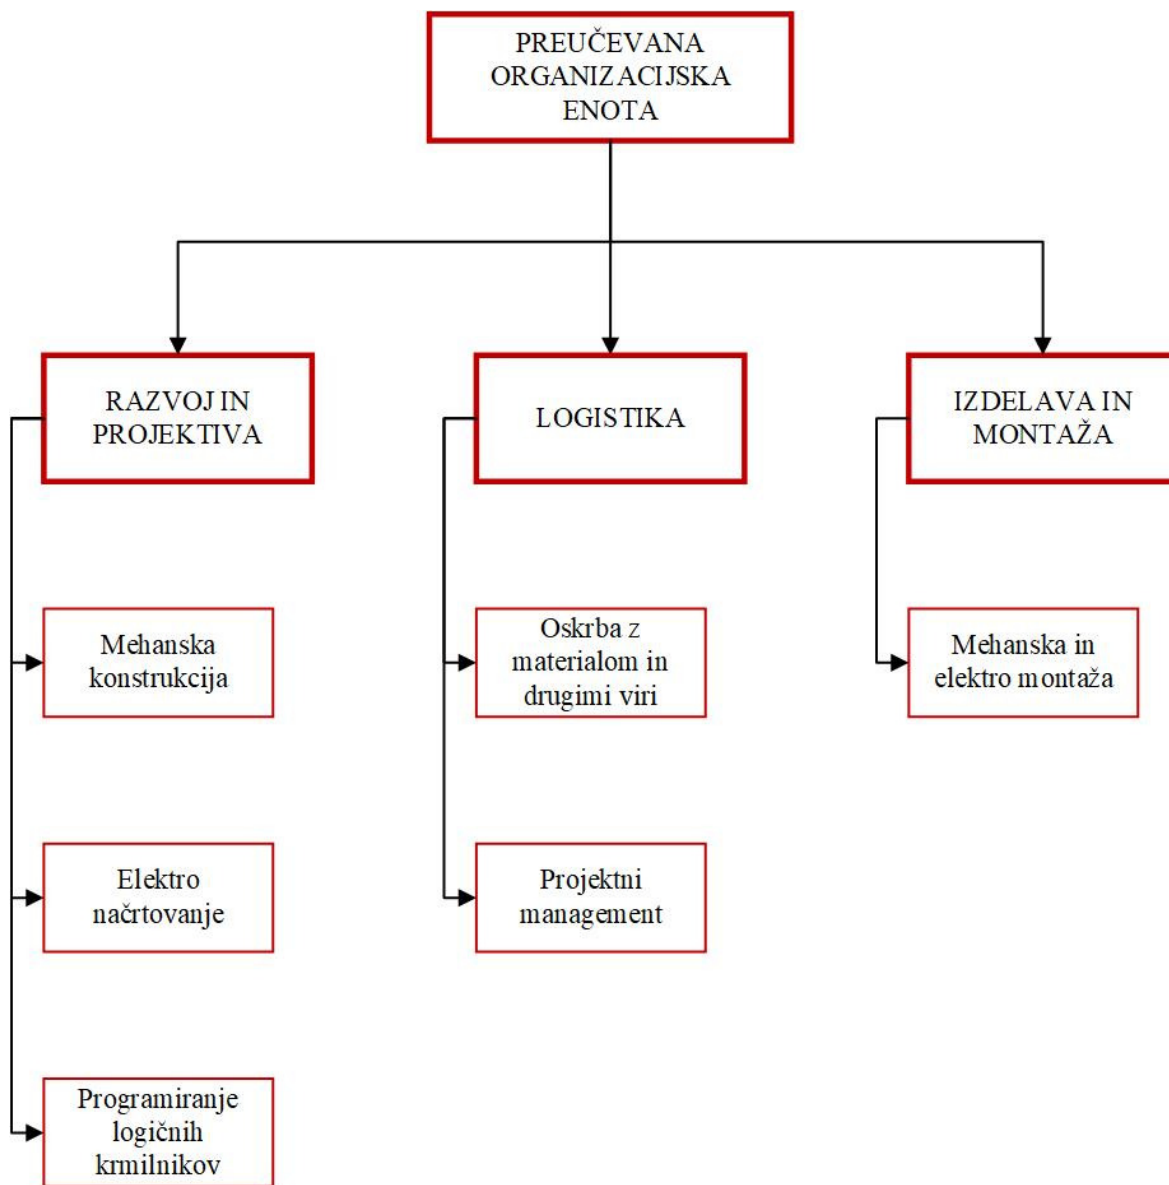 PREUČEVANA
ORGANIZACIJSKA
ENOTA
RAZVOJ IN
PROJEKTIVA
LOGISTIKA
IZDELAVA IN
MONTAŽA
Mehanska
konstrukcija
Oskrba z
materialom in
drugimi viri
Mehanska in
elektro montaža
Elektro
načrtovanje
Projektni
management
Programiranje
logičnih
krmilnikov